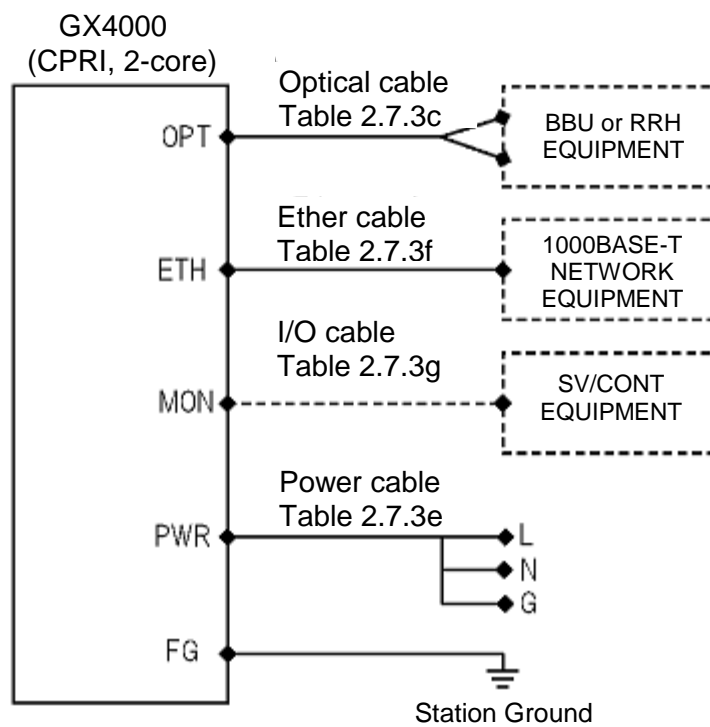 GX4000
(CPRI, 2-core)
OPT
Optical cable
Table 2.7.3c
BBU or RRH
EQUIPMENT
ETH
Ether cable
Table 2.7.3f
1000BASE-T
NETWORK
EQUIPMENT
MON
I/O cable
Table 2.7.3g
SV/CONT
EQUIPMENT
PWR
Power cable
Table 2.7.3e
L
N
G
FG
Station Ground